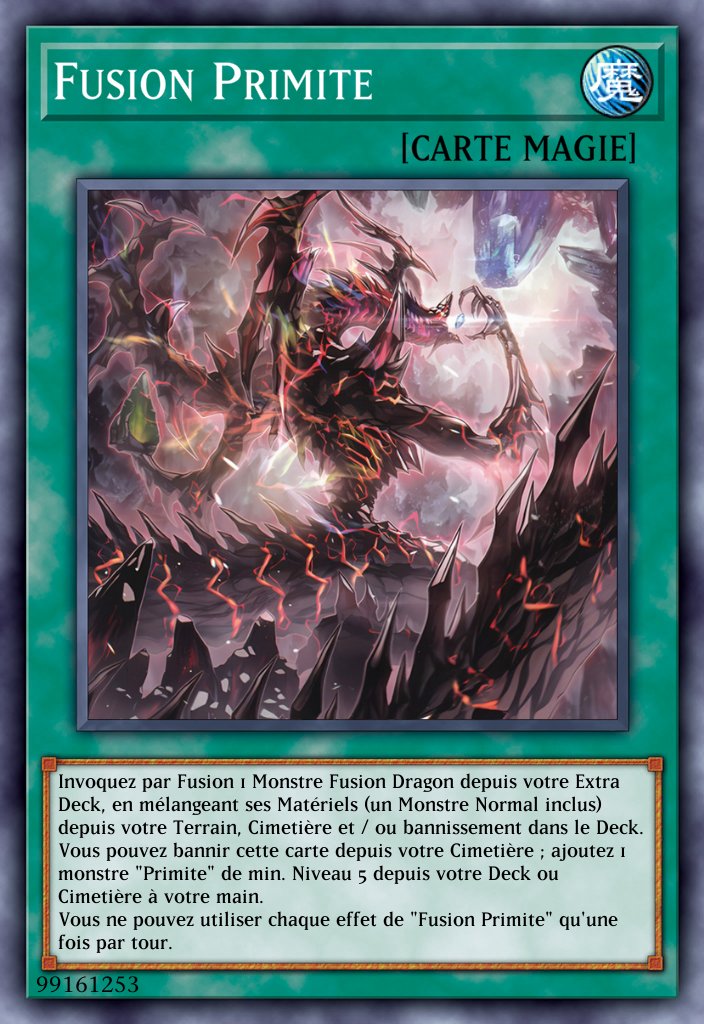 Fusion Primite
魔
[CARTE MAGIE]
Invoquez par Fusion 1 Monstre Fusion Dragon depuis votre Extra
Deck, en mélangeant ses Matériels (un Monstre Normal inclus)
depuis votre Terrain, Cimetière et / ou bannissement dans le Deck.
Vous pouvez bannir cette carte depuis votre Cimetière ; ajoutez 1
monstre "Primite" de min. Niveau 5 depuis votre Deck ou
Cimetière à votre main.
Vous ne pouvez utiliser chaque effet de "Fusion Primite" qu'une
fois par tour.
99161253